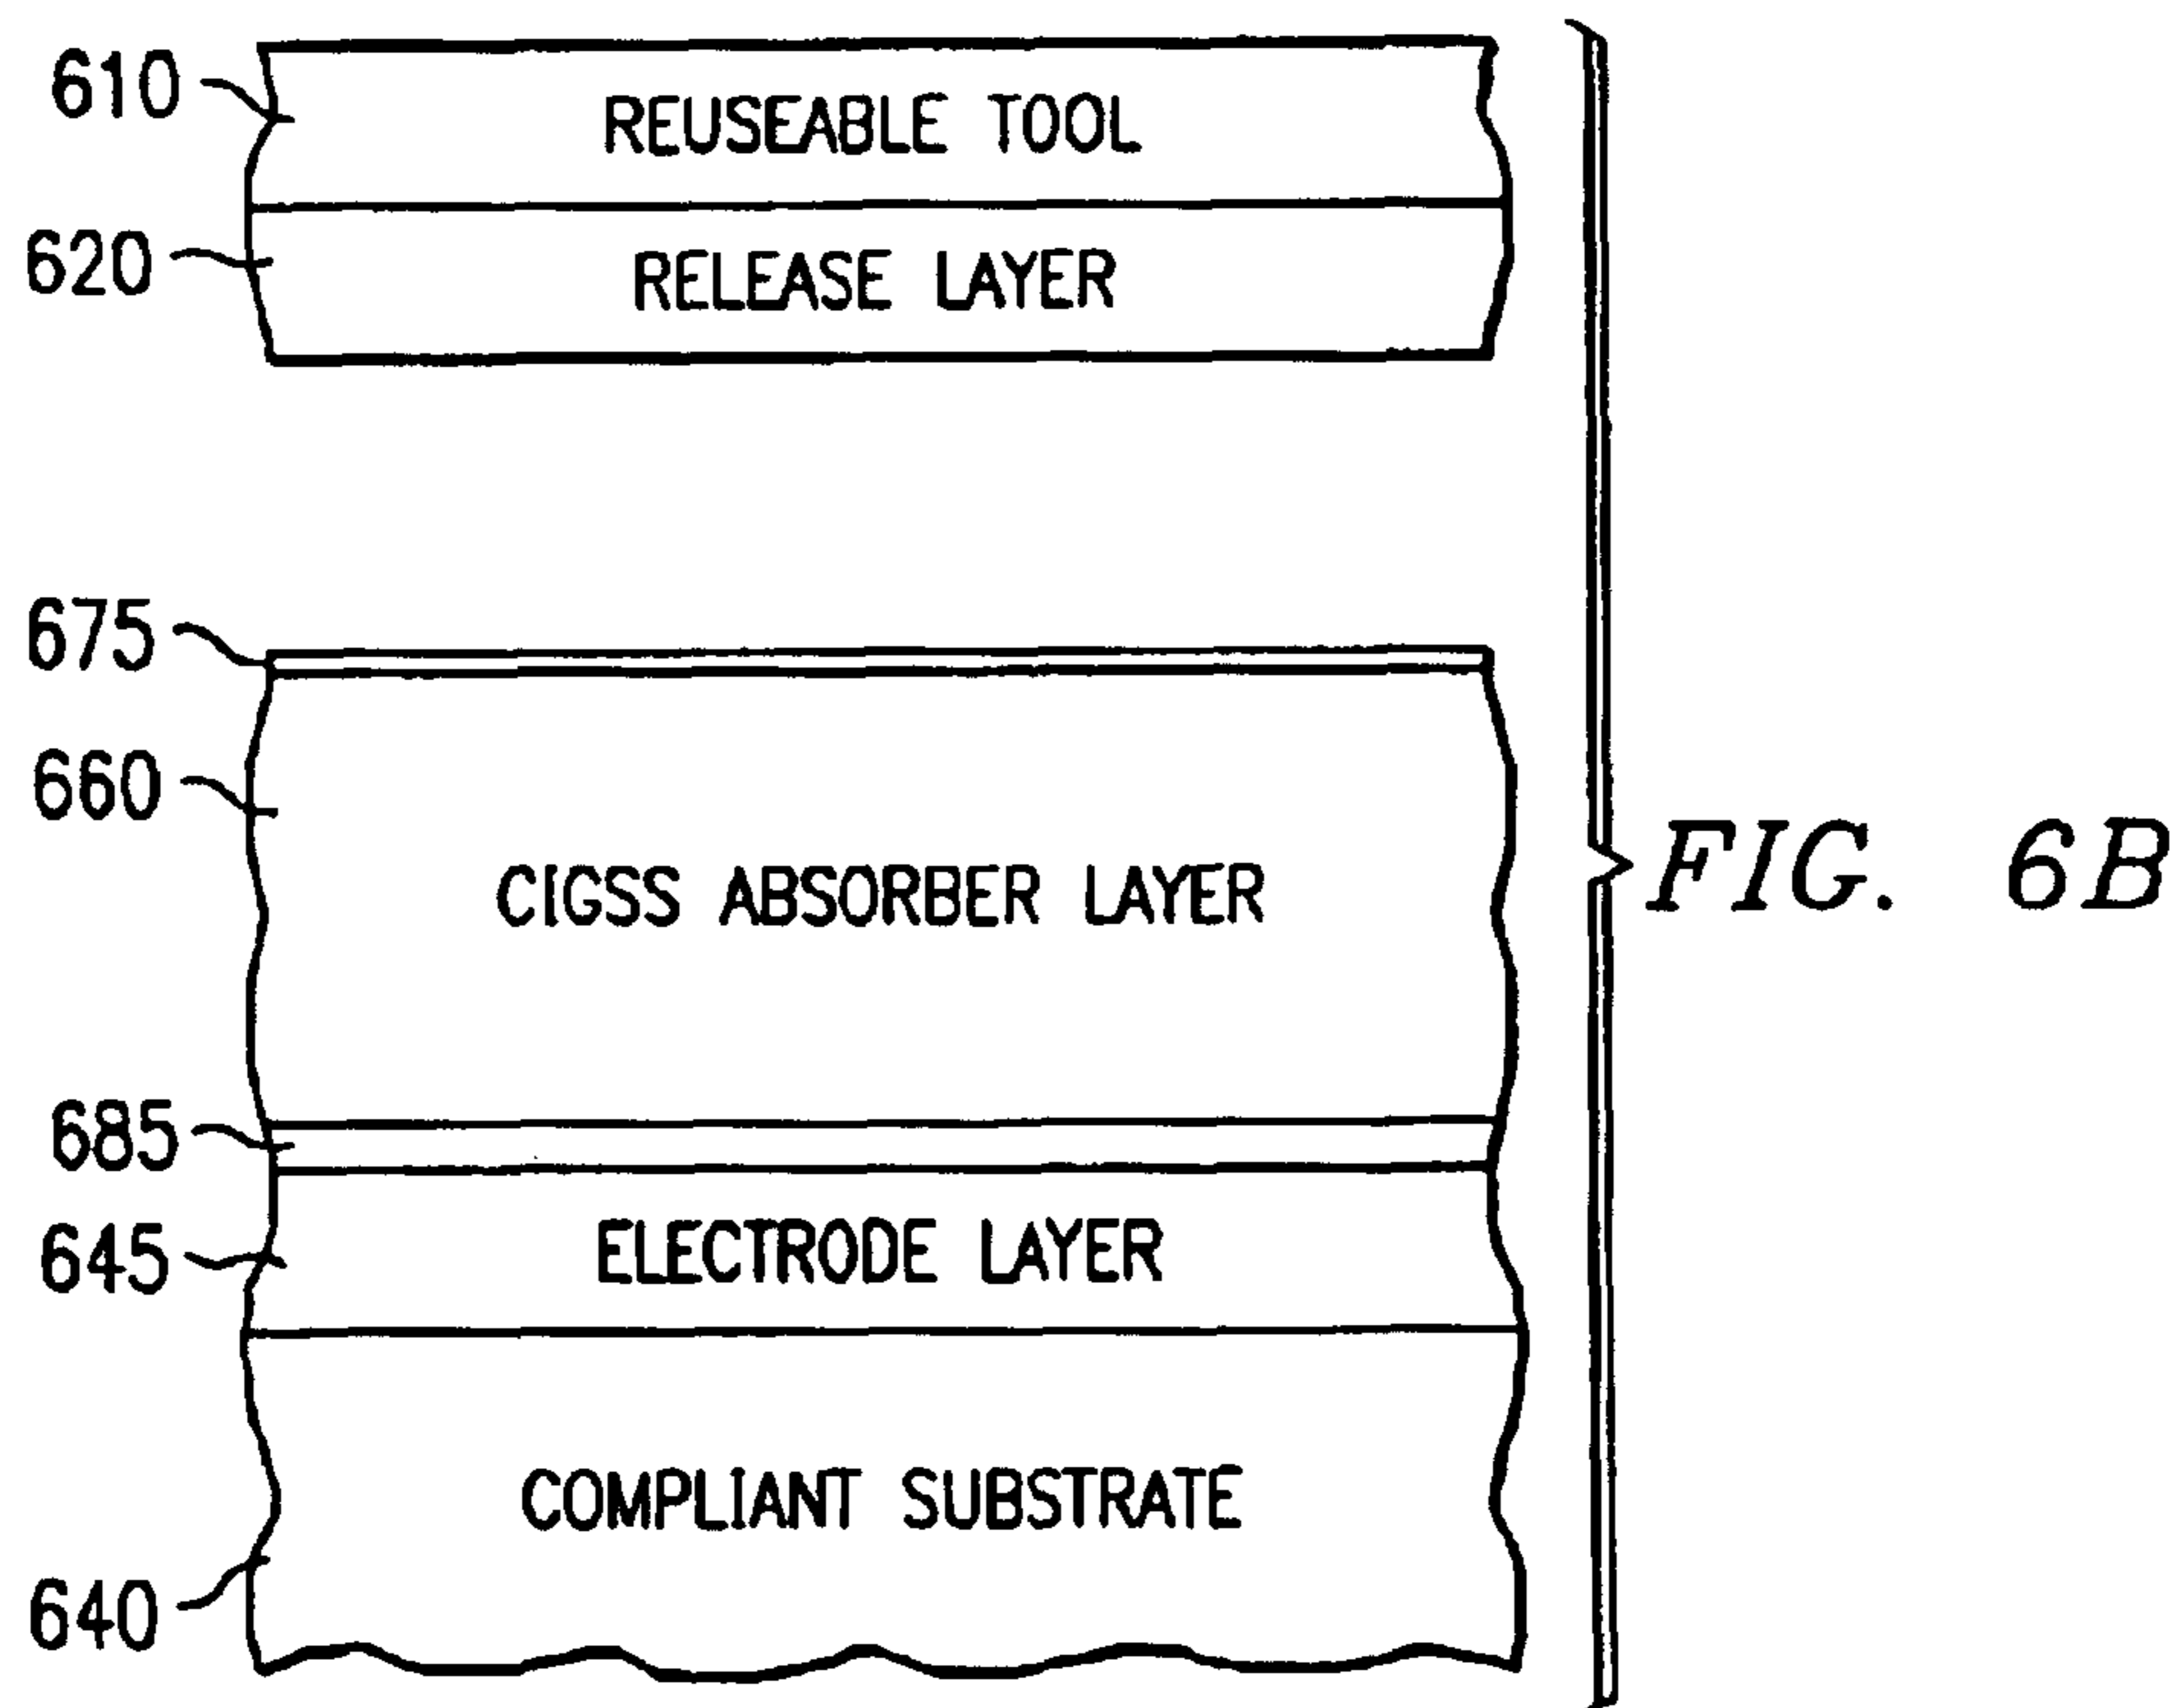 610
REUSEABLE TOOL
620
RELEASE LAYER
675
660
CIGSS ABSORBER LAYER
FIG. 6B
685
645
ELECTRODE LAYER
COMPLIANT SUBSTRATE
640